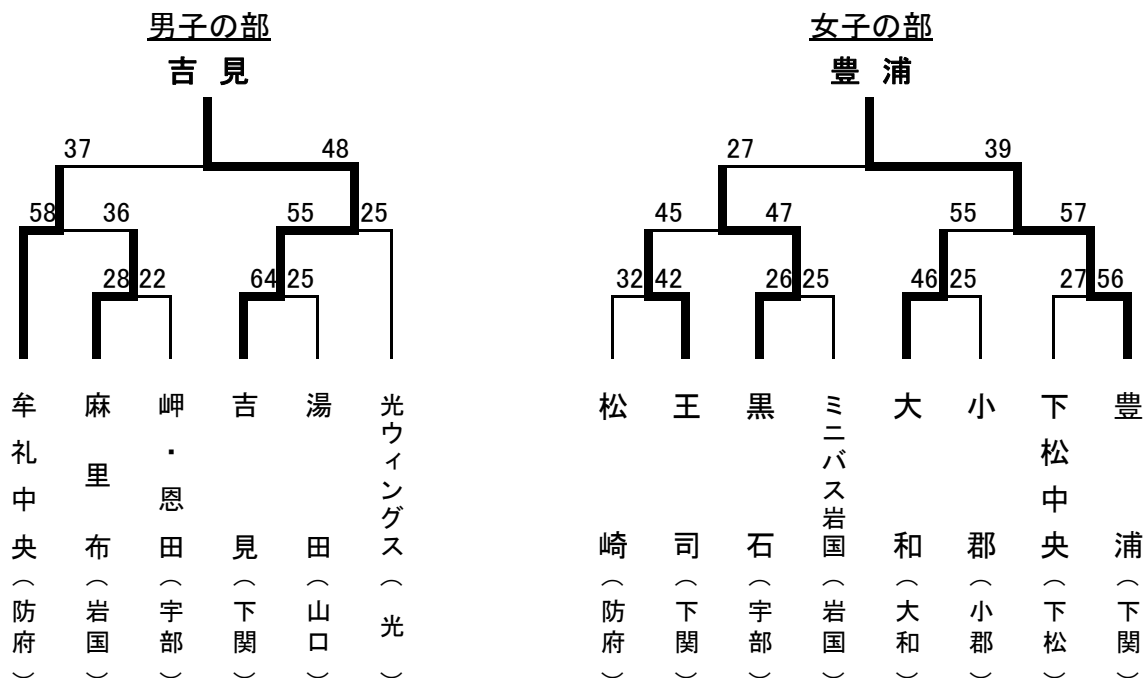 男子の部
吉 見
37 48
58 36 55 25
28 22 64 25
牟礼中央（防府）
麻里布（岩国）
岬・恩田（宇部）
吉見（下関）
湯田（山口）
光ウィングス（光）
女子の部
豊 浦
27 39
45 47 55 57
32 42 26 25 46 25 27 56
松崎（防府）
王司（下関）
黒石（宇部）
ミニバス岩国（岩国）
大和（大和）
小郡（小郡）
下松中央（下松）
豊浦（下関）